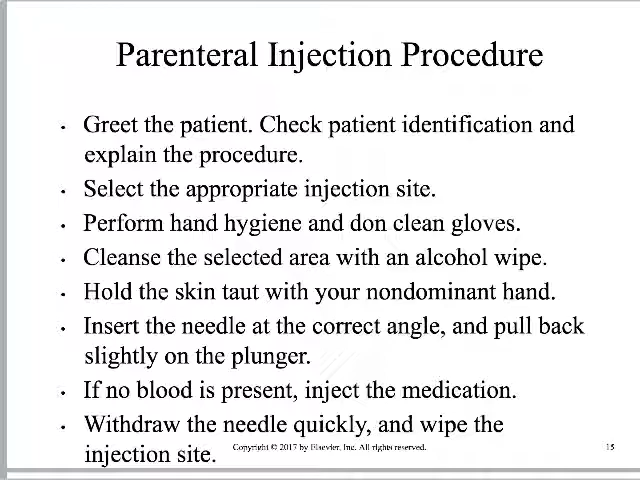 Parenteral Injection Procedure
• Greet the patient. Check patient identification and
explain the procedure.
• Select the appropriate injection site.
• Perform hand hygiene and don clean gloves.
• Cleanse the selected area with an alcohol wipe.
• Hold the skin taut with your nondominant hand.
• Insert the needle at the correct angle, and pull back
slightly on the plunger.
• If no blood is present, inject the medication.
• Withdraw the needle quickly, and wipe the
injection site.
Copyright © 2017 by Elsevier, Inc. All rights reserved.
15